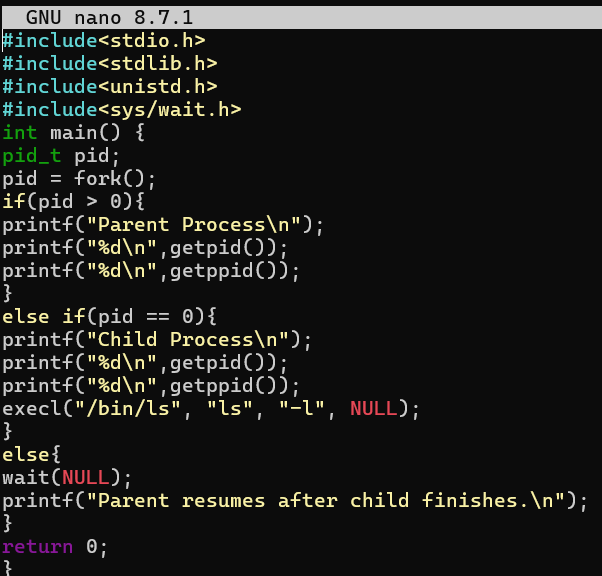 GNU nano 8.7.1
#include<stdio.h>
#include<stdlib.h>
#include<unistd.h>
#include<sys/wait.h>
int main() {
pid_t pid;
pid = fork();
if(pid > 0){
printf("Parent Process\n");
printf("%d\n",getpid());
printf("%d\n",getppid());
}
else if(pid == 0){
printf("Child Process\n");
printf("%d\n",getpid());
printf("%d\n",getppid());
execl("/bin/ls", "ls", "-l", NULL);
}
else{
wait(NULL);
printf("Parent resumes after child finishes.\n");
}
return 0;
}